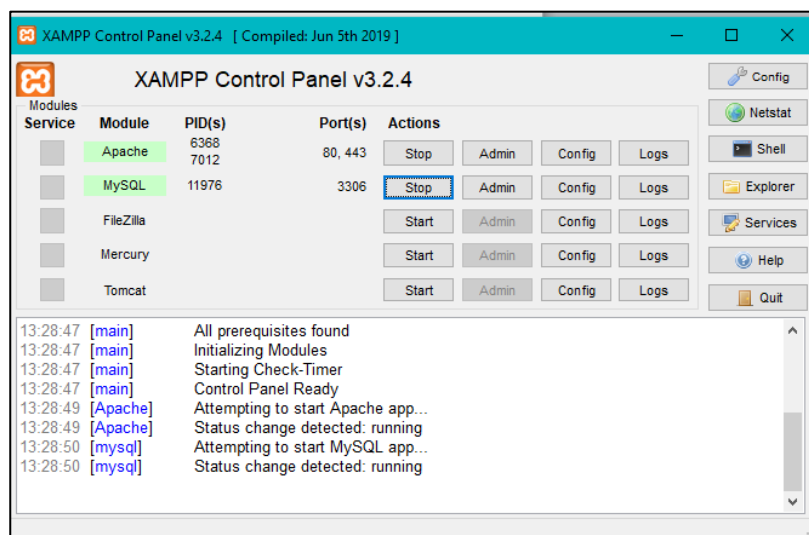 XAMPP Control Panel v3.2.4 [ Compiled: Jun 5th 2019 ]
XAMPP Control Panel v3.2.4
Config
Modules
Service Module PID(s) Port(s) Actions
Netstat
Apache 6368 7012 80, 443 Stop Admin Config Logs
Shell
MySQL 11976 3306 Stop Admin Config Logs
Explorer
FileZilla Start Admin Config Logs
Services
Mercury Start Admin Config Logs
Help
Tomcat Start Admin Config Logs
Quit
13:28:47 [main] All prerequisites found
13:28:47 [main] Initializing Modules
13:28:47 [main] Starting Check-Timer
13:28:47 [main] Control Panel Ready
13:28:49 [Apache] Attempting to start Apache app...
13:28:49 [Apache] Status change detected: running
13:28:50 [mysql] Attempting to start MySQL app...
13:28:50 [mysql] Status change detected: running